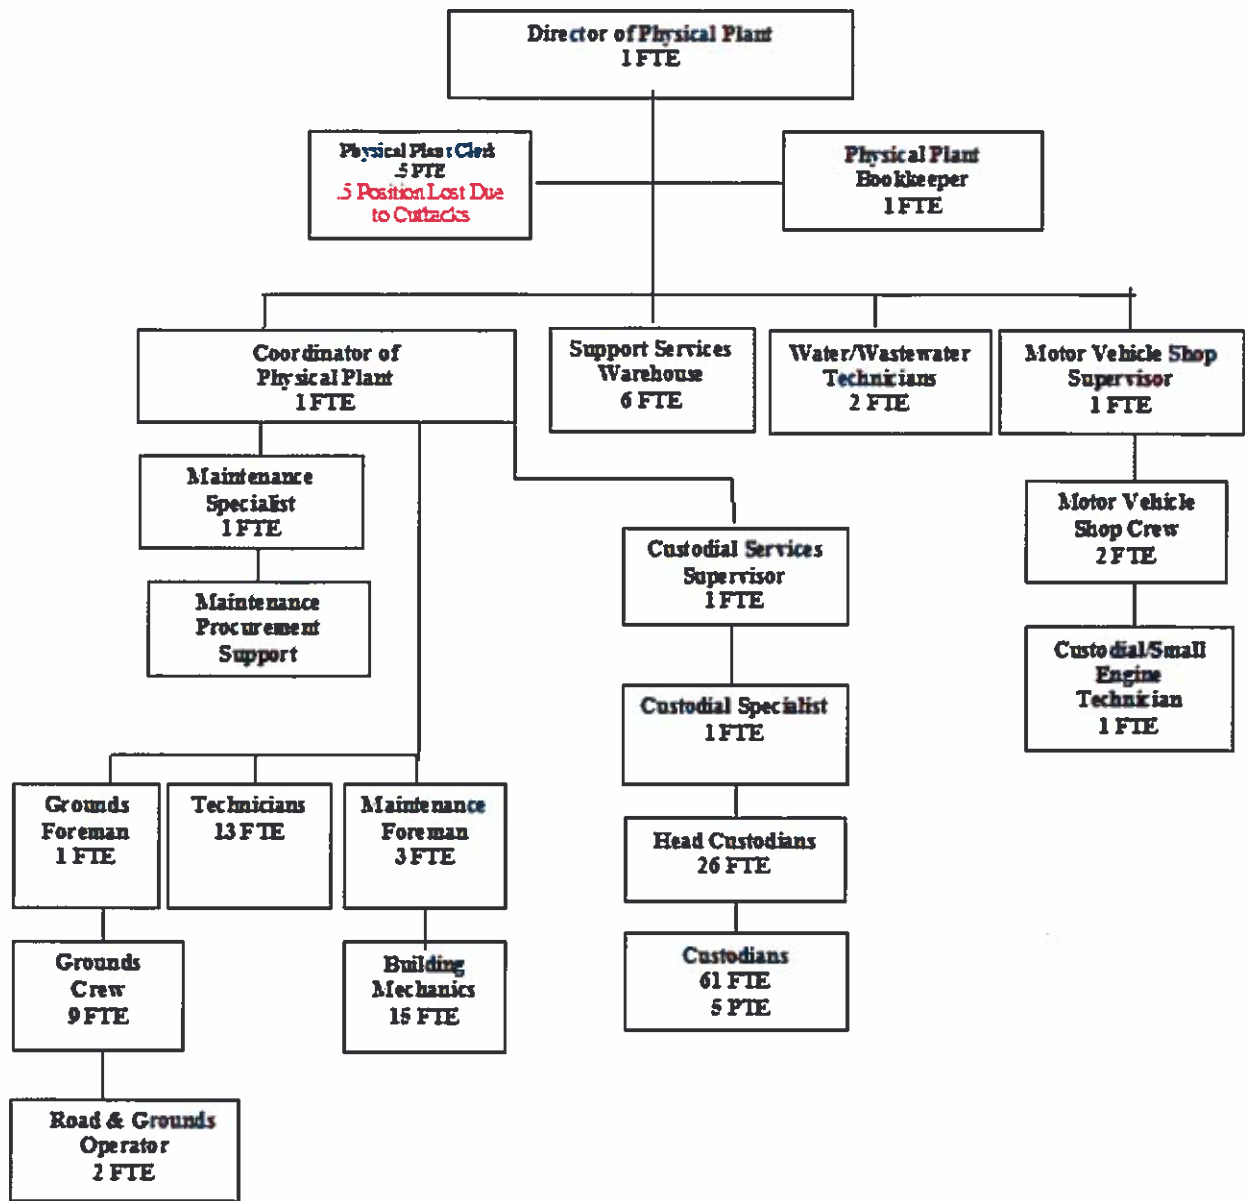 Director of Physical Plant
1 FTE
Physical Plant Clerk
.5 PTE
.5 Position Lost Due
to Cutbacks
Physical Plant
Bookkeeper
1 FTE
Coordinator of
Physical Plant
1 FTE
Support Services
Warehouse
6 FTE
Water/Wastewater
Technicians
2 FTE
Motor Vehicle Shop
Supervisor
1 FTE
Maintenance
Specialist
1 FTE
Motor Vehicle
Shop Crew
2 FTE
Custodial Services
Supervisor
1 FTE
Maintenance
Procurement
Support
Custodial/Small
Engine
Technician
1 FTE
Custodial Specialist
1 FTE
Grounds
Foreman
1 FTE
Technicians
13 FTE
Maintenance
Foreman
3 FTE
Head Custodians
26 FTE
Grounds
Crew
9 FTE
Building
Mechanics
15 FTE
Custodians
61 FTE
5 PTE
Road & Grounds
Operator
2 FTE